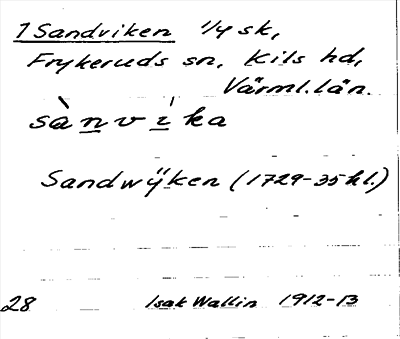 1 Sandviken 1/4 sk,
Frykeruds sn, Kils hd,
Värml. län.
sànvíka
Sandwÿken (1729-35 hl.)
28 Isak Wallin 1912-13